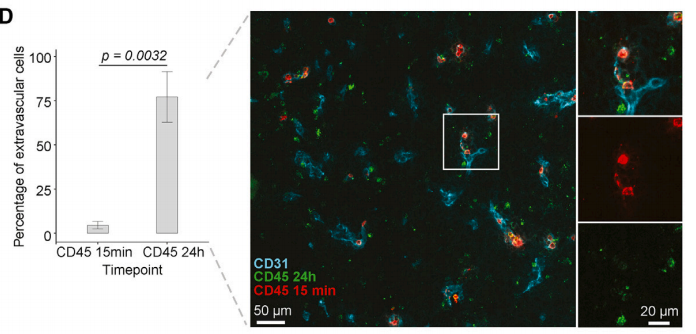 D
Percentage of extravascular cells
100
75
50
25
0
p = 0.0032
CD45 15min
CD45 24h
Timepoint
CD31
CD45 24h
CD45 15 min
50 µm
20 µm